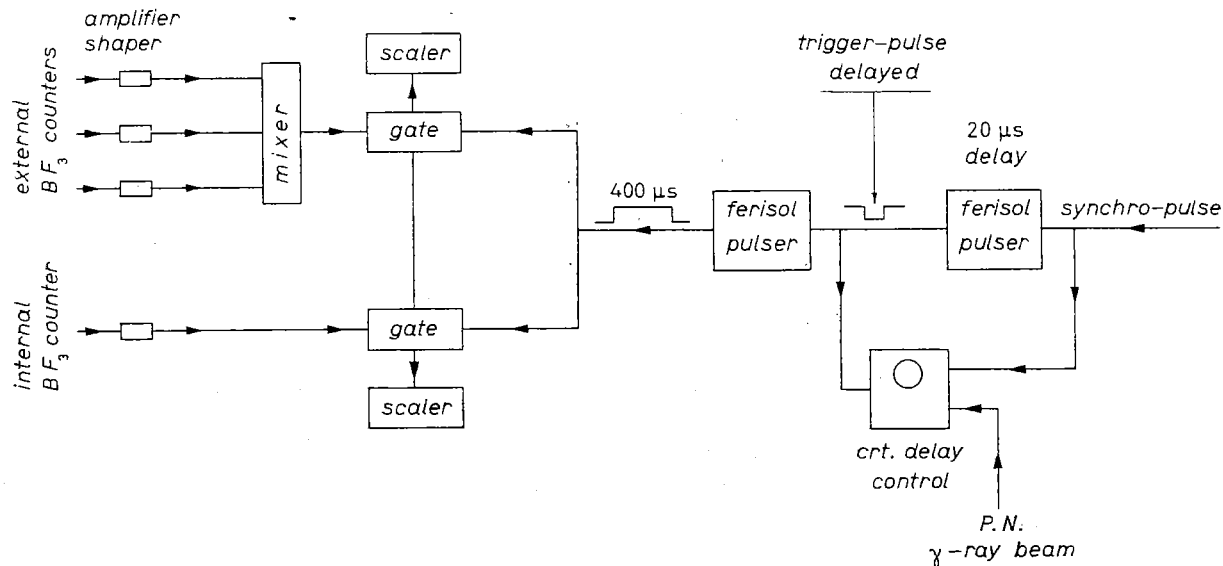 amplifier
shaper
external
BF₃ counters
mixer
scaler
gate
internal
BF₃ counter
gate
scaler
400 μs
ferisol
pulser
trigger-pulse
delayed
20 μs
delay
ferisol
pulser
synchro-pulse
crt. delay
control
P.N.
γ-ray beam